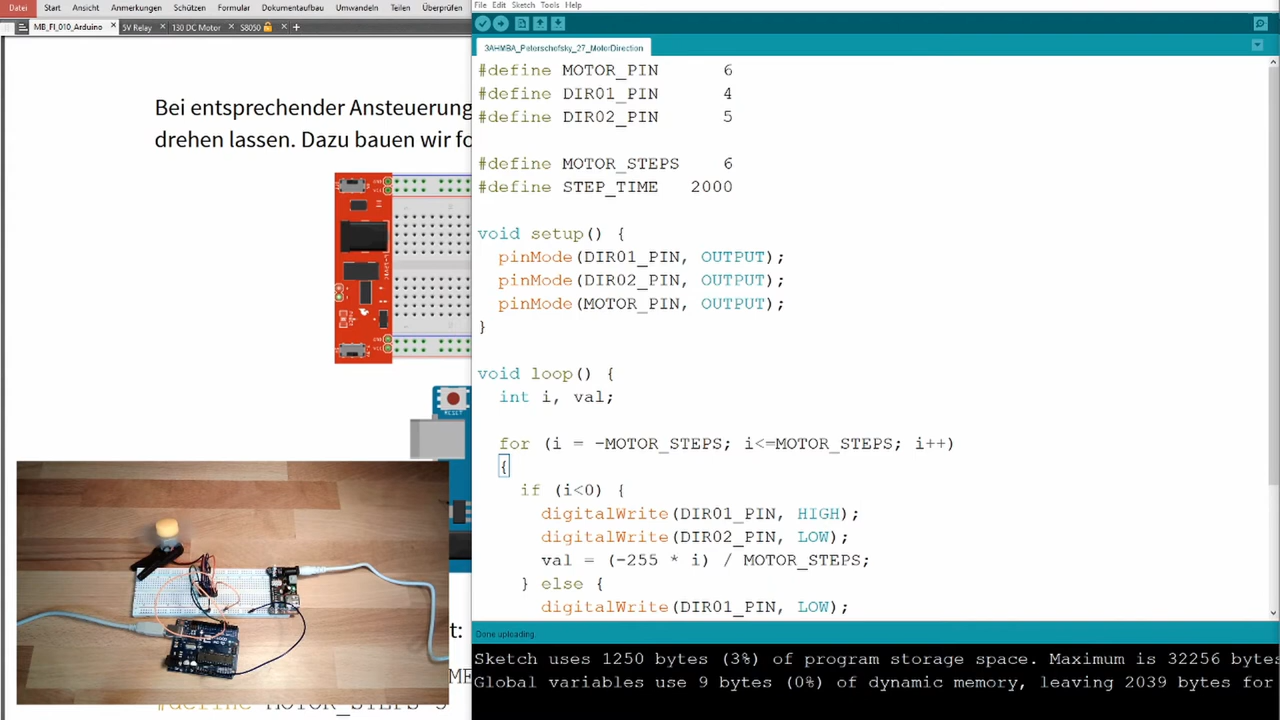 Datei Start Ansicht Anmerkungen Schützen Formular Dokumentaufbau Umwandeln Teilen Überprüfen
MB_FI_010_Arduino 5V Relay 130 DC Motor S8050
Bei entsprechender Ansteuerung
drehen lassen. Dazu bauen wir fo
RESET
t:
ME
#define MOTOR_STEPS
File Edit Sketch Tools Help
3AHMBA_Peterschofsky_27_MotorDirection
#define MOTOR_PIN 6
#define DIR01_PIN 4
#define DIR02_PIN 5
#define MOTOR_STEPS 6
#define STEP_TIME 2000
void setup() {
pinMode(DIR01_PIN, OUTPUT);
pinMode(DIR02_PIN, OUTPUT);
pinMode(MOTOR_PIN, OUTPUT);
}
void loop() {
int i, val;
for (i = -MOTOR_STEPS; i<=MOTOR_STEPS; i++)
{
if (i<0) {
digitalWrite(DIR01_PIN, HIGH);
digitalWrite(DIR02_PIN, LOW);
val = (-255 * i) / MOTOR_STEPS;
} else {
digitalWrite(DIR01_PIN, LOW);
Done uploading.
Sketch uses 1250 bytes (3%) of program storage space. Maximum is 32256 bytes
Global variables use 9 bytes (0%) of dynamic memory, leaving 2039 bytes for